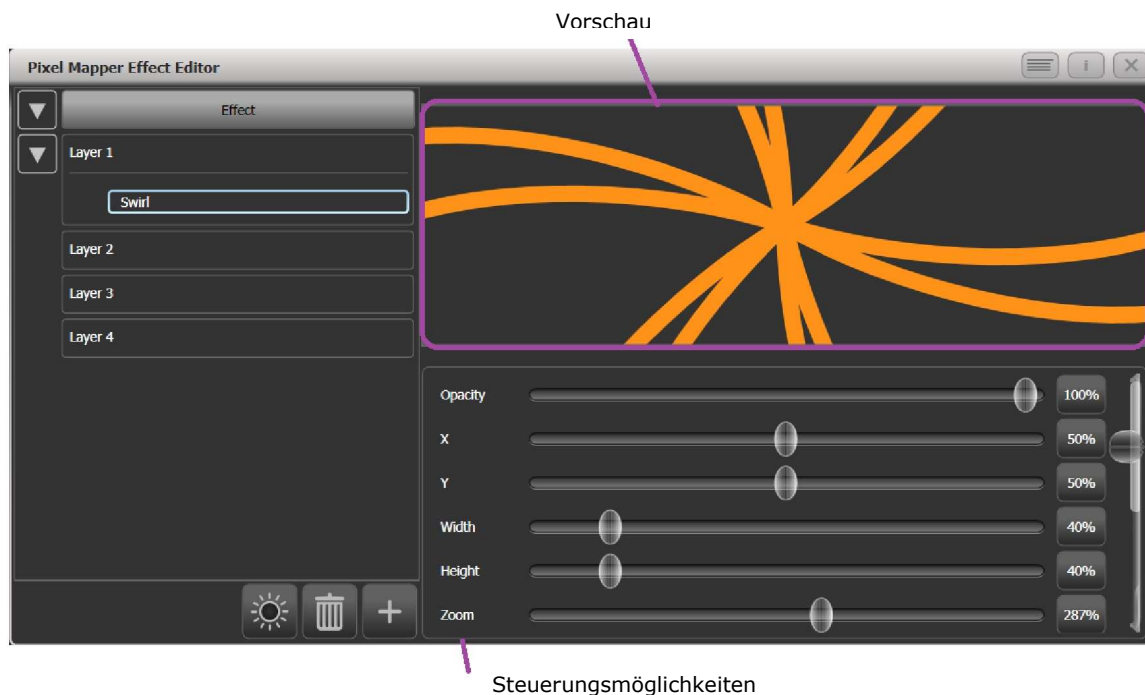 Vorschau
Pixel Mapper Effect Editor
i
Effect
Layer 1
Swirl
Layer 2
Layer 3
Layer 4
Opacity 100%
X 50%
Y 50%
Width 40%
Height 40%
Zoom 287%
Steuerungsmöglichkeiten